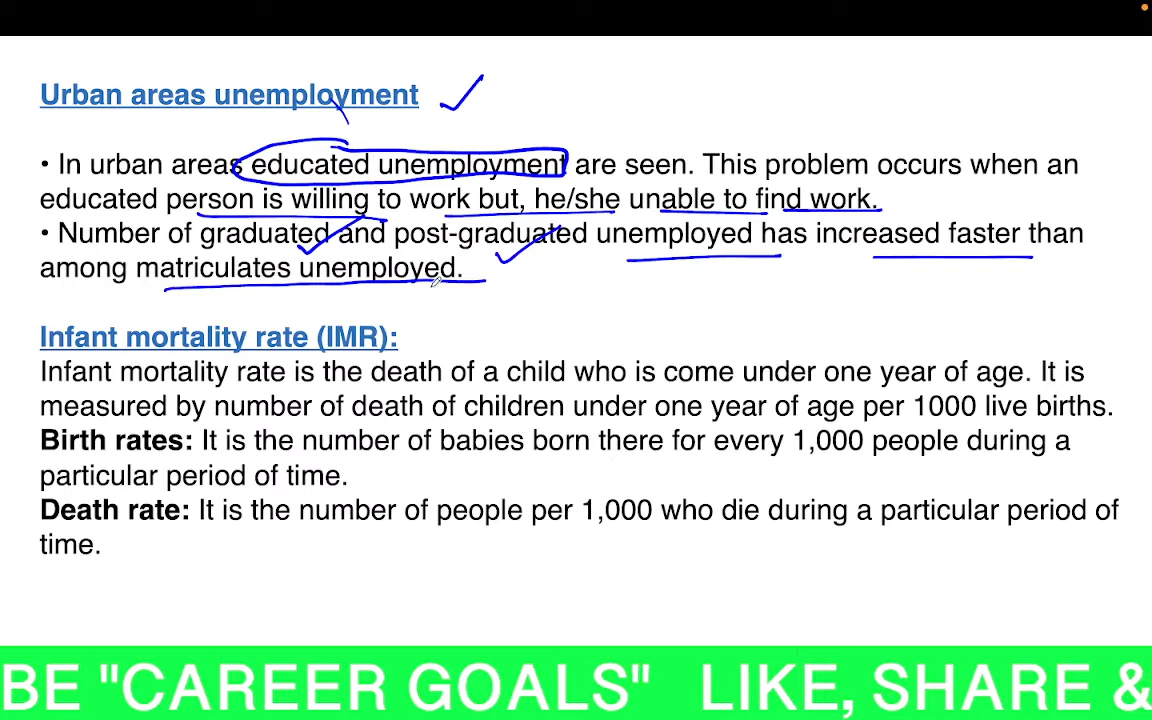 Urban areas unemployment
• In urban areas educated unemployment are seen. This problem occurs when an
educated person is willing to work but, he/she unable to find work.
• Number of graduated and post-graduated unemployed has increased faster than
among matriculates unemployed.
Infant mortality rate (IMR):
Infant mortality rate is the death of a child who is come under one year of age. It is
measured by number of death of children under one year of age per 1000 live births.
Birth rates: It is the number of babies born there for every 1,000 people during a
particular period of time.
Death rate: It is the number of people per 1,000 who die during a particular period of
time.
BE "CAREER GOALS" LIKE, SHARE &